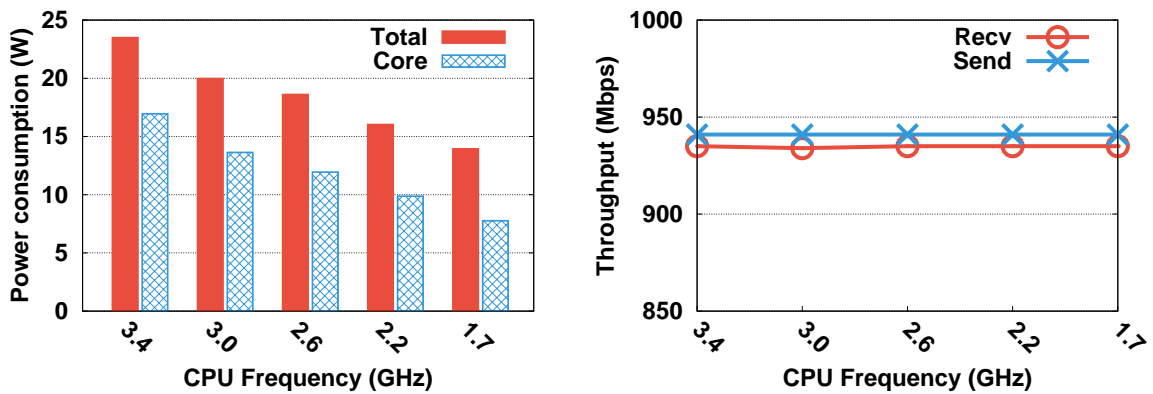 Power consumption (W)
25
20
15
10
5
0
Total
Core
3.4
3.0
2.6
2.2
1.7
CPU Frequency (GHz)
Throughput (Mbps)
1000
950
900
850
Recv
Send
3.4
3.0
2.6
2.2
1.7
CPU Frequency (GHz)